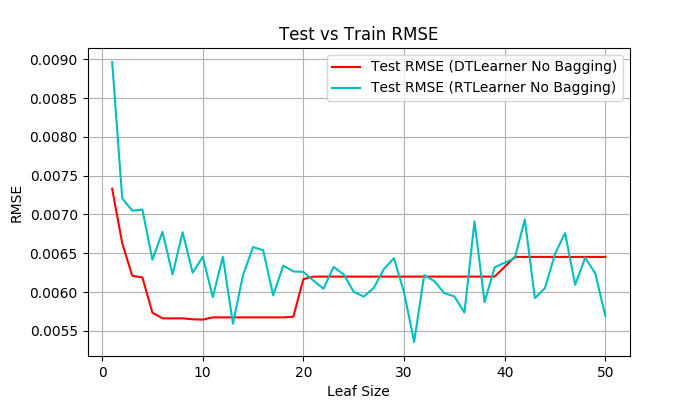 Test vs Train RMSE
Test RMSE (DTLearner No Bagging)
Test RMSE (RTLearner No Bagging)
RMSE
0.0090
0.0085
0.0080
0.0075
0.0070
0.0065
0.0060
0.0055
0 10 20 30 40 50
Leaf Size